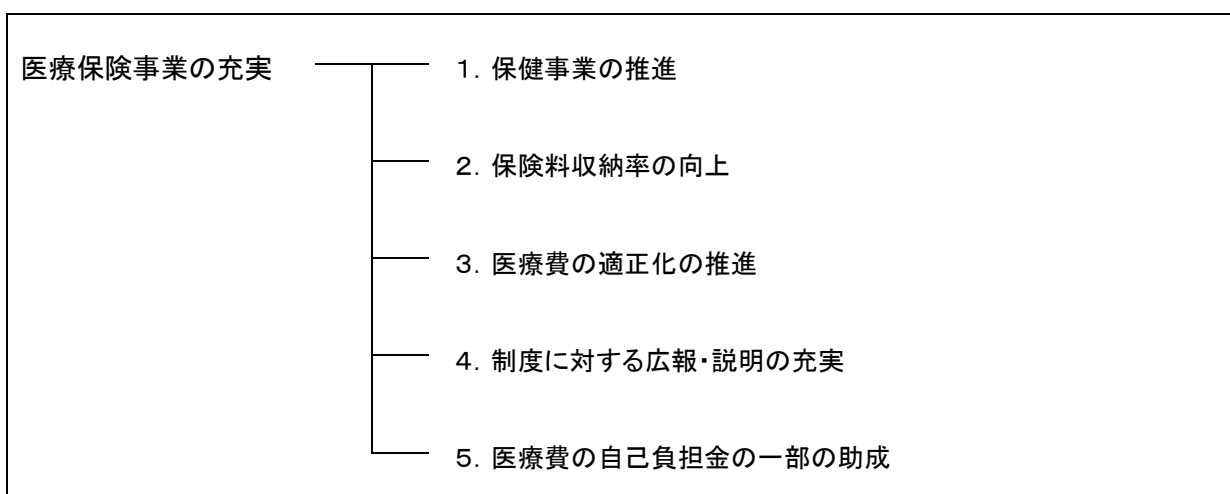 医療保険事業の充実
１．保健事業の推進
２．保険料収納率の向上
３．医療費の適正化の推進
４．制度に対する広報・説明の充実
５．医療費の自己負担金の一部の助成